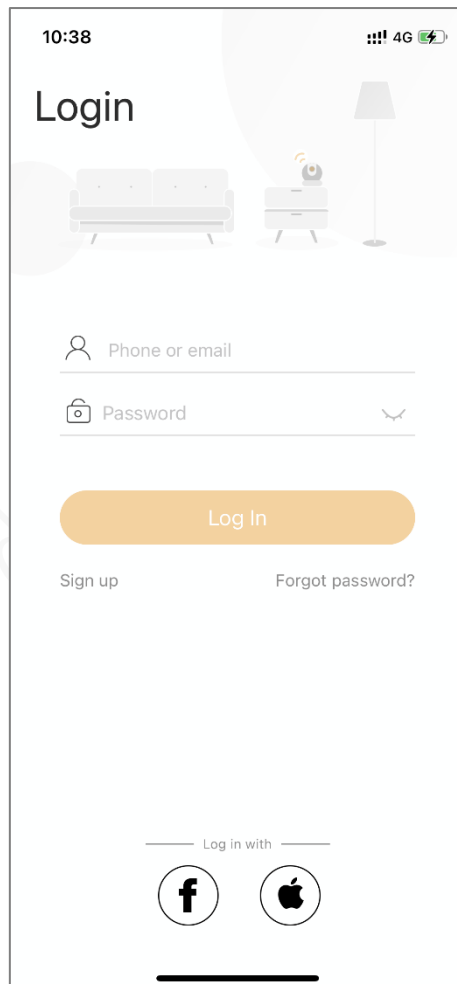 10:38 4G
Login
Phone or email
Password
Log In
Sign up Forgot password?
Log in with